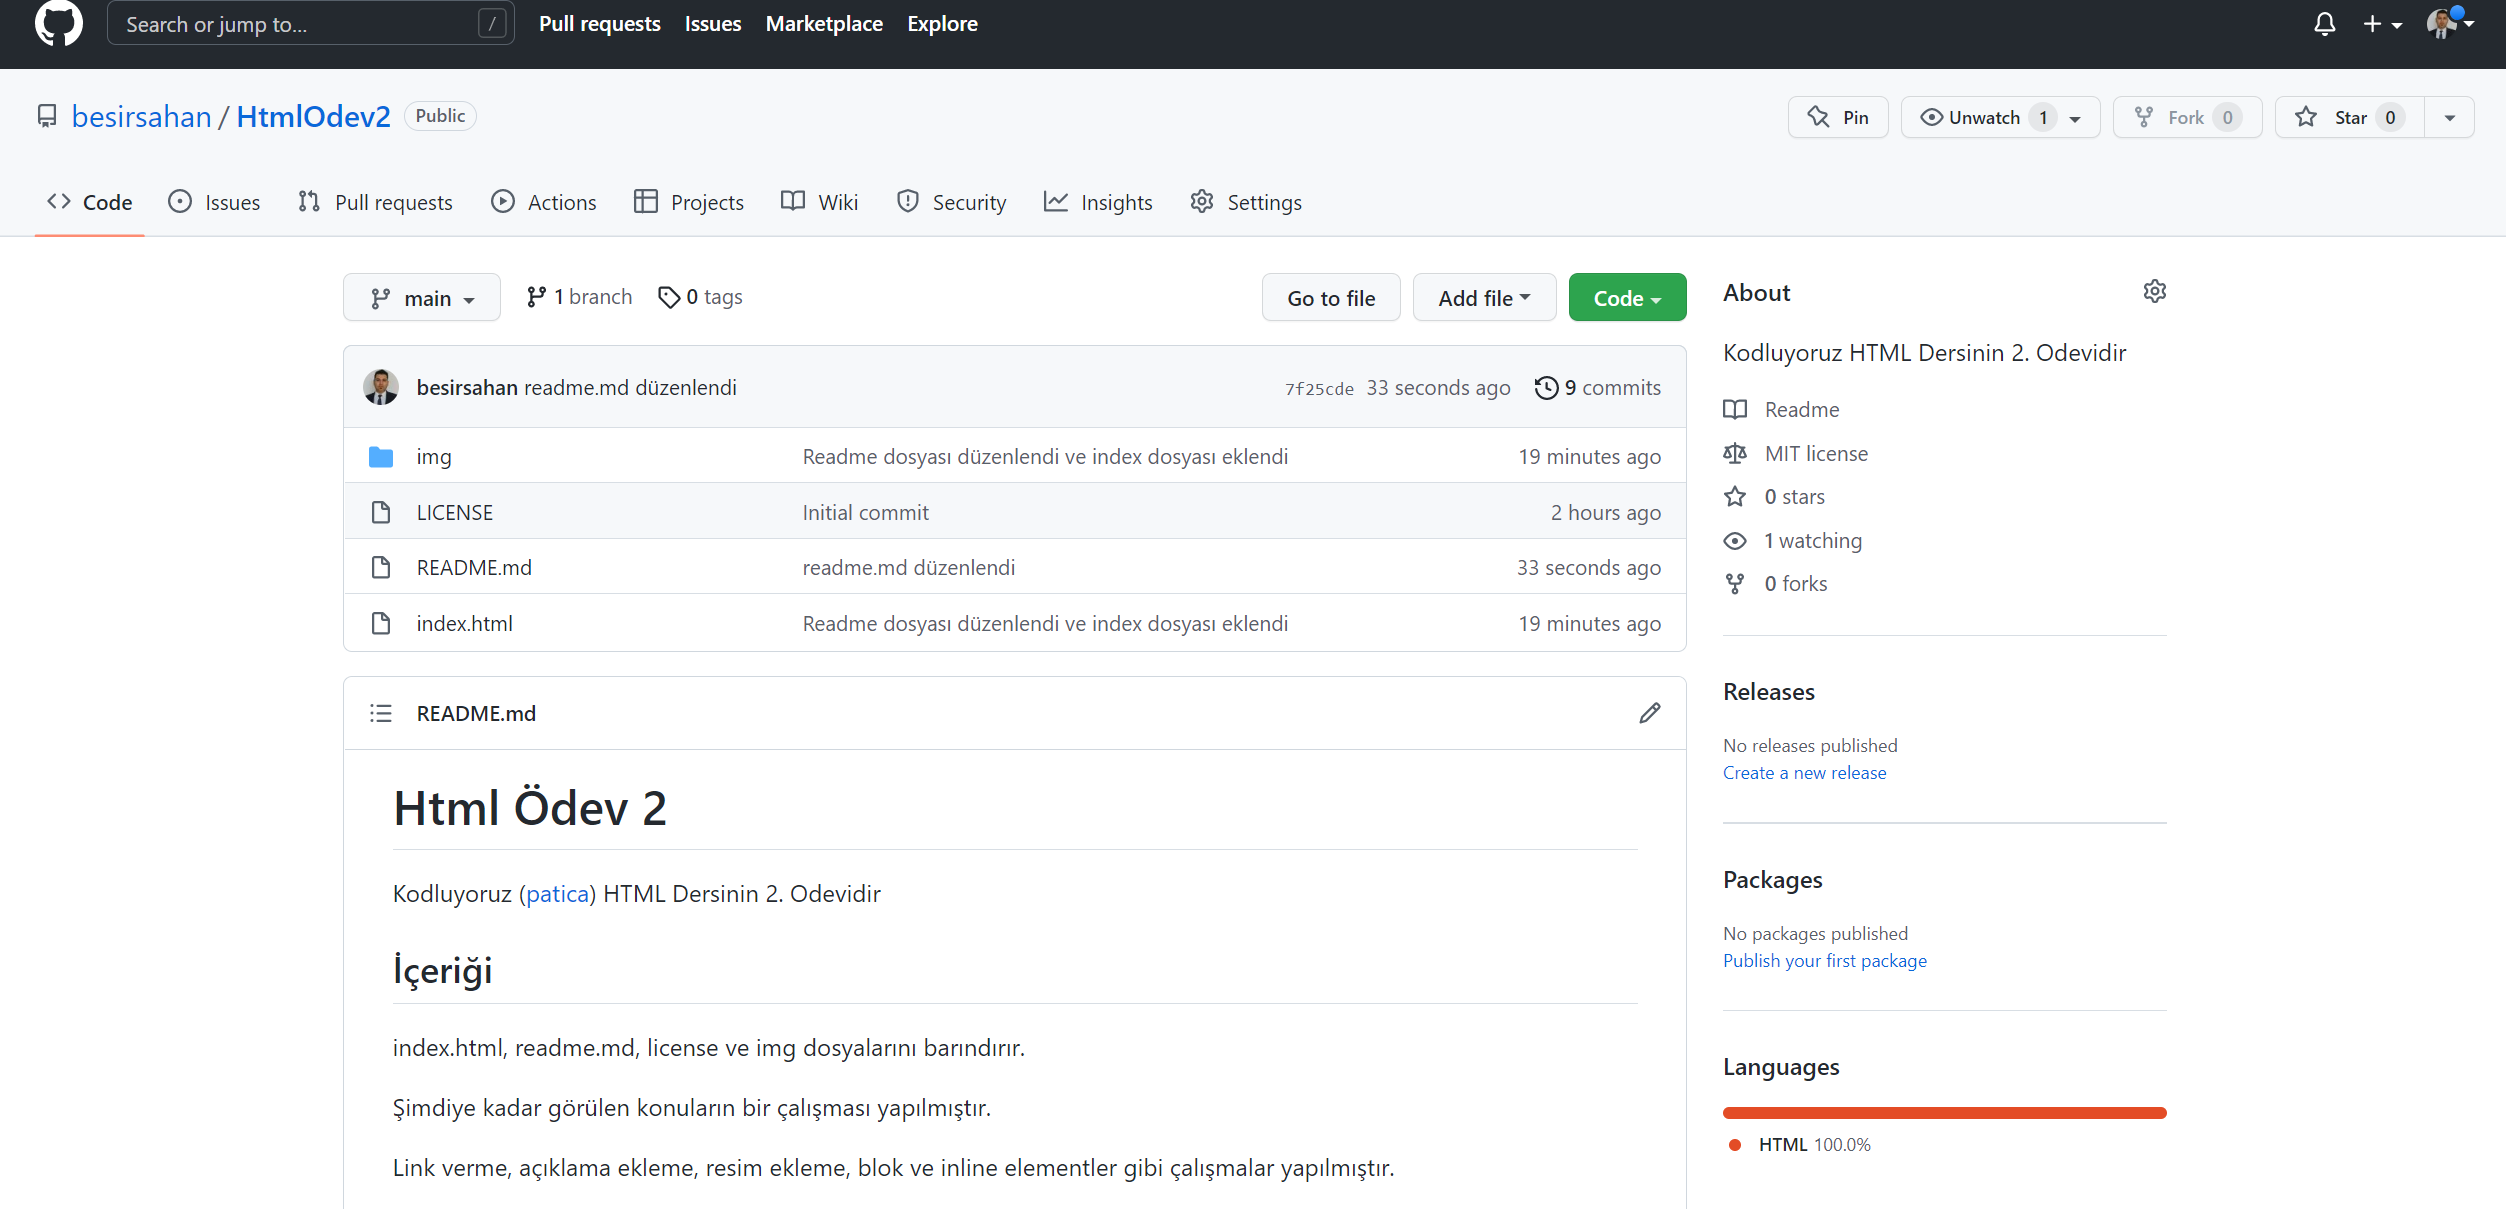 Search or jump to... /
Pull requests Issues Marketplace Explore
besirsahan / HtmlOdev2 Public
Pin Unwatch 1 Fork 0 Star 0
Code Issues Pull requests Actions Projects Wiki Security Insights Settings
main 1 branch 0 tags Go to file Add file Code
besirsahan readme.md düzenlendi 7f25cde 33 seconds ago 9 commits
img Readme dosyası düzenlendi ve index dosyası eklendi 19 minutes ago
LICENSE Initial commit 2 hours ago
README.md readme.md düzenlendi 33 seconds ago
index.html Readme dosyası düzenlendi ve index dosyası eklendi 19 minutes ago
README.md
Html Ödev 2
Kodluyoruz (patica) HTML Dersinin 2. Odevidir
İçeriği
index.html, readme.md, license ve img dosyalarını barındırır.
Şimdiye kadar görülen konuların bir çalışması yapılmıştır.
Link verme, açıklama ekleme, resim ekleme, blok ve inline elementler gibi çalışmalar yapılmıştır.
About
Kodluyoruz HTML Dersinin 2. Odevidir
Readme
MIT license
0 stars
1 watching
0 forks
Releases
No releases published
Create a new release
Packages
No packages published
Publish your first package
Languages
HTML 100.0%